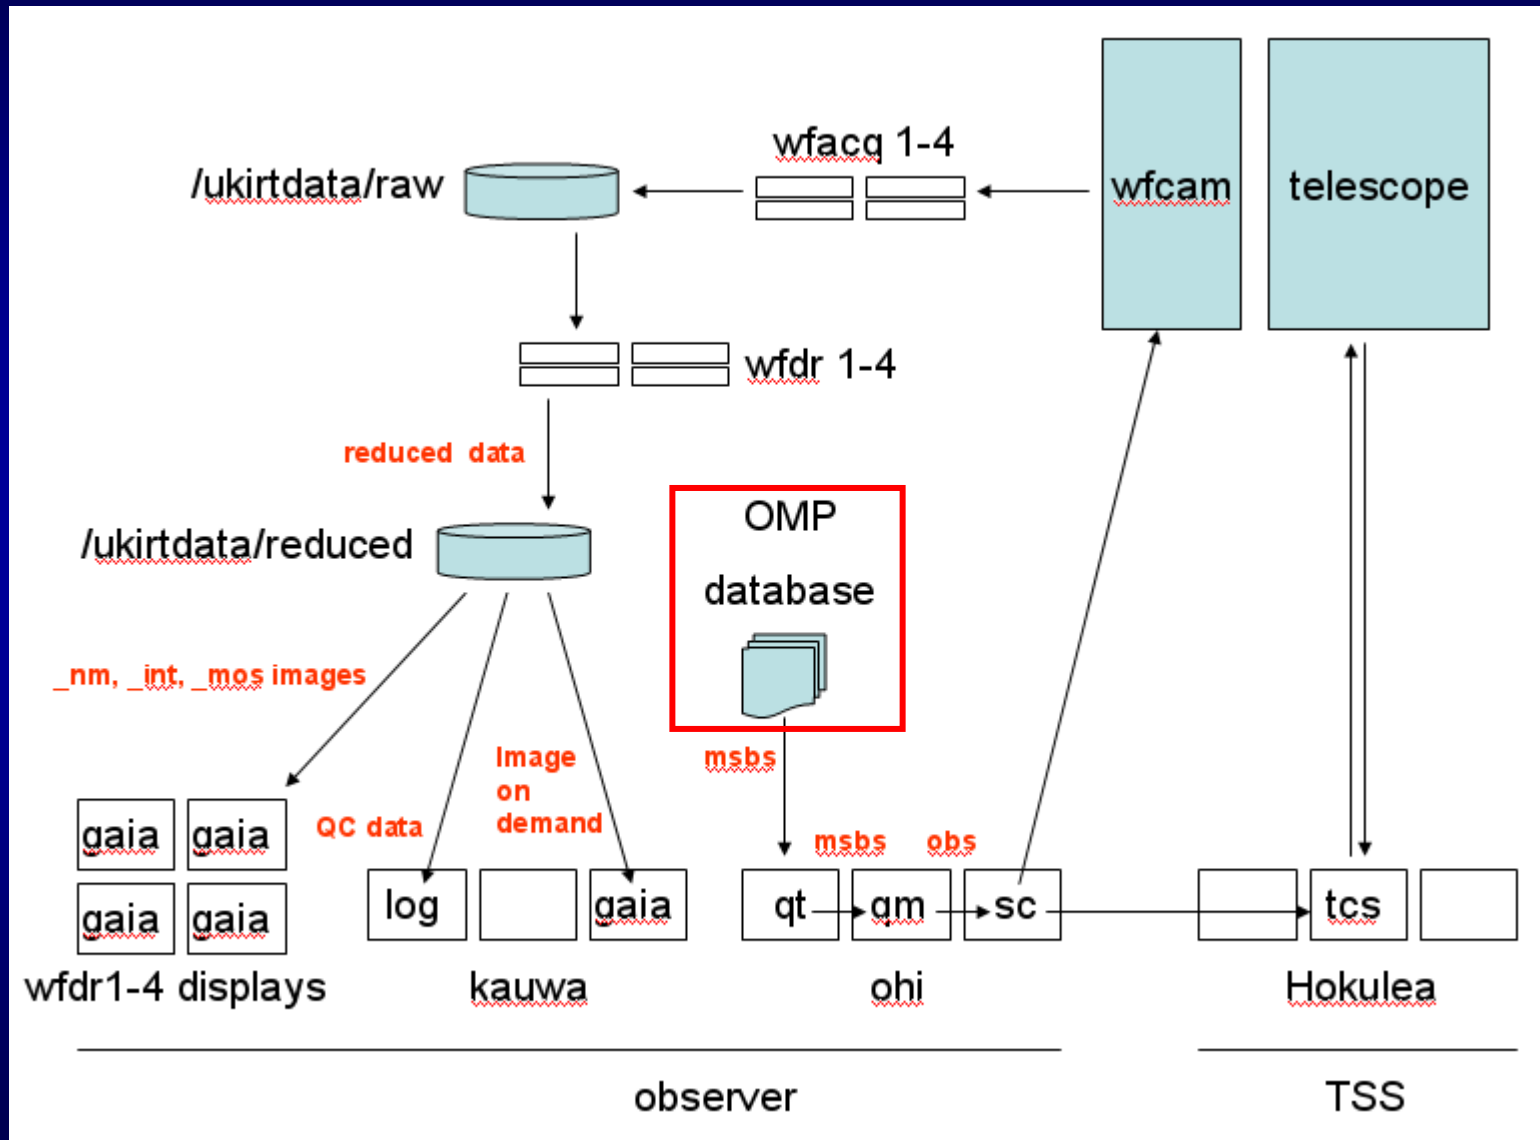 wfacq 1-4
/ukirtdata/raw
wfcam
telescope
wfdr 1-4
reduced data
/ukirtdata/reduced
OMP
database
_nm, _int, _mos images
QC data
Image
on
demand
msbs
msbs
obs
gaia
gaia
gaia
gaia
log
gaia
qt
qm
sc
tcs
wfdr1-4 displays
kauwa
ohi
Hokulea
observer
TSS